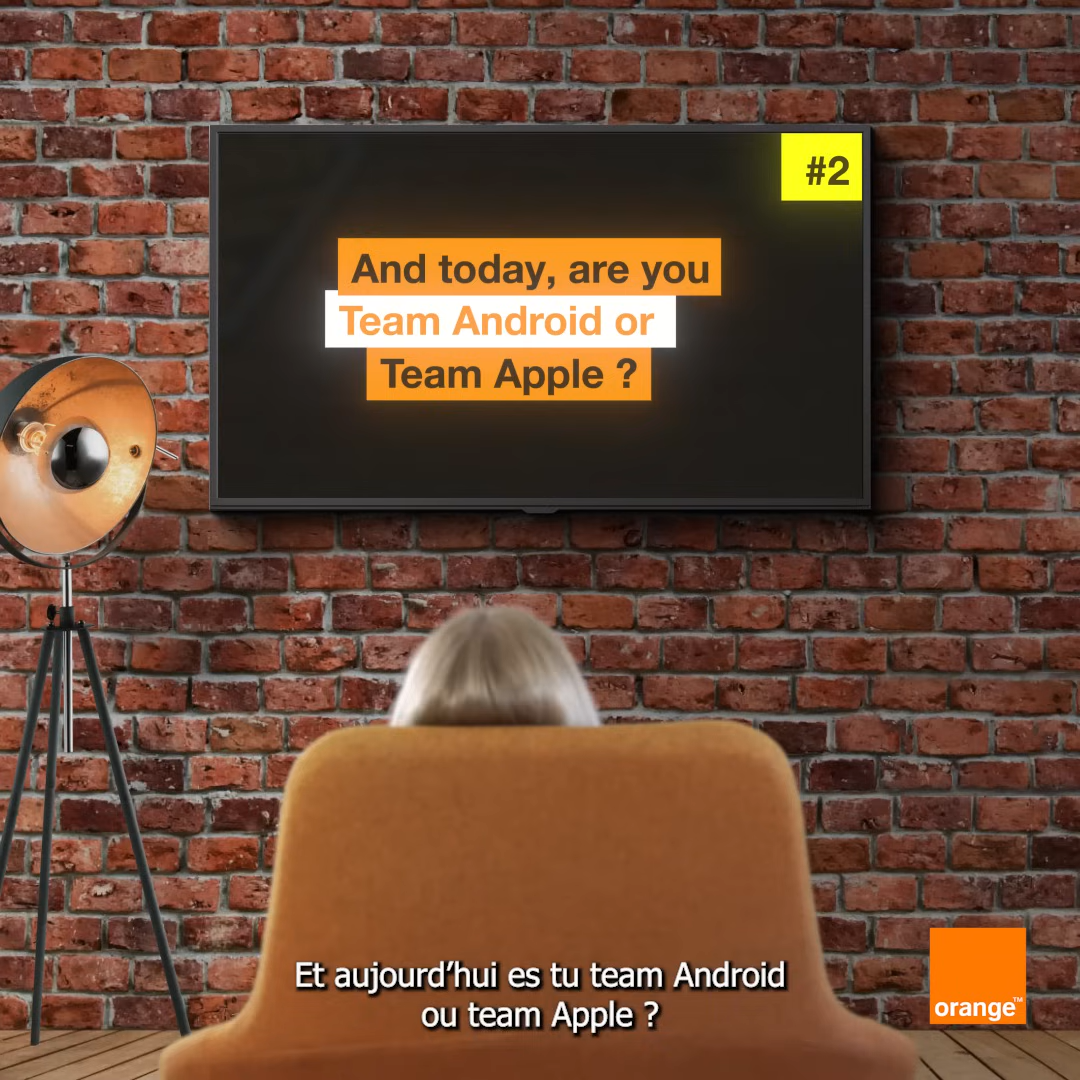 #2
And today, are you
Team Android or
Team Apple ?
Et aujourd’hui es tu team Android
ou team Apple ?
orange™